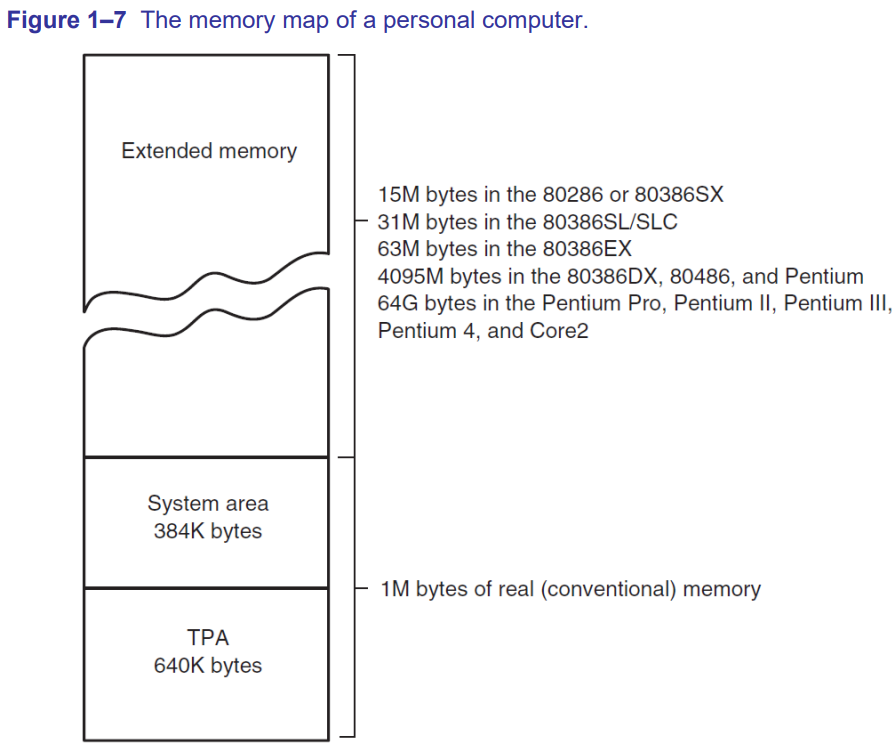 Figure 1–7 The memory map of a personal computer.
Extended memory
15M bytes in the 80286 or 80386SX
31M bytes in the 80386SL/SLC
63M bytes in the 80386EX
4095M bytes in the 80386DX, 80486, and Pentium
64G bytes in the Pentium Pro, Pentium II, Pentium III,
Pentium 4, and Core2
System area
384K bytes
1M bytes of real (conventional) memory
TPA
640K bytes